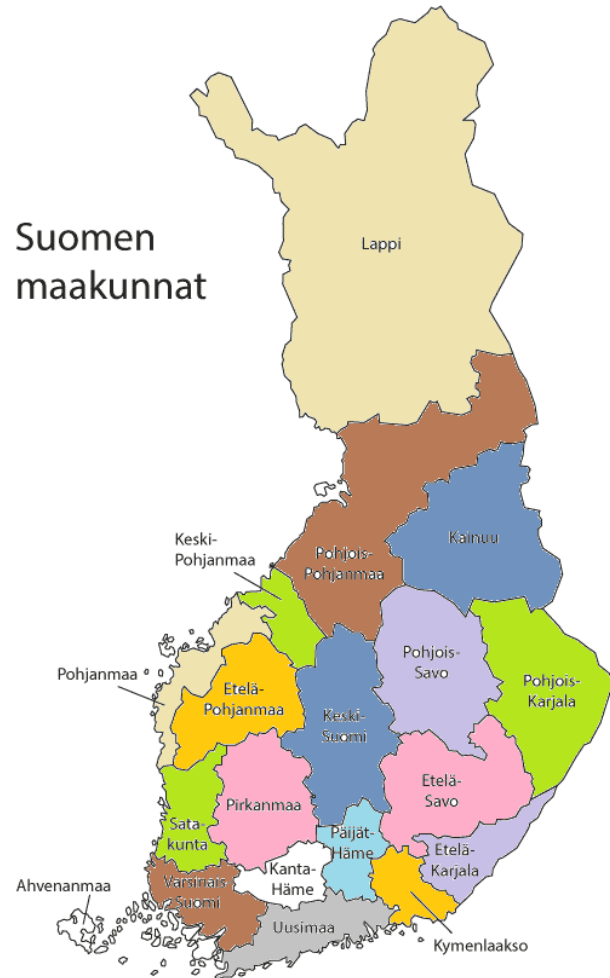 Suomen
maakunnat
Lappi
Keski-
Pohjanmaa
Pohjois-
Pohjanmaa
Kainuu
Pohjanmaa
Etelä-
Pohjanmaa
Keski-
Suomi
Pohjois-
Savo
Pohjois-
Karjala
Sata-
kunta
Pirkanmaa
Päijät-
Häme
Etelä-
Savo
Etelä-
Karjala
Ahvenanmaa
Varsinais-
Suomi
Kanta-
Häme
Uusimaa
Kymenlaakso